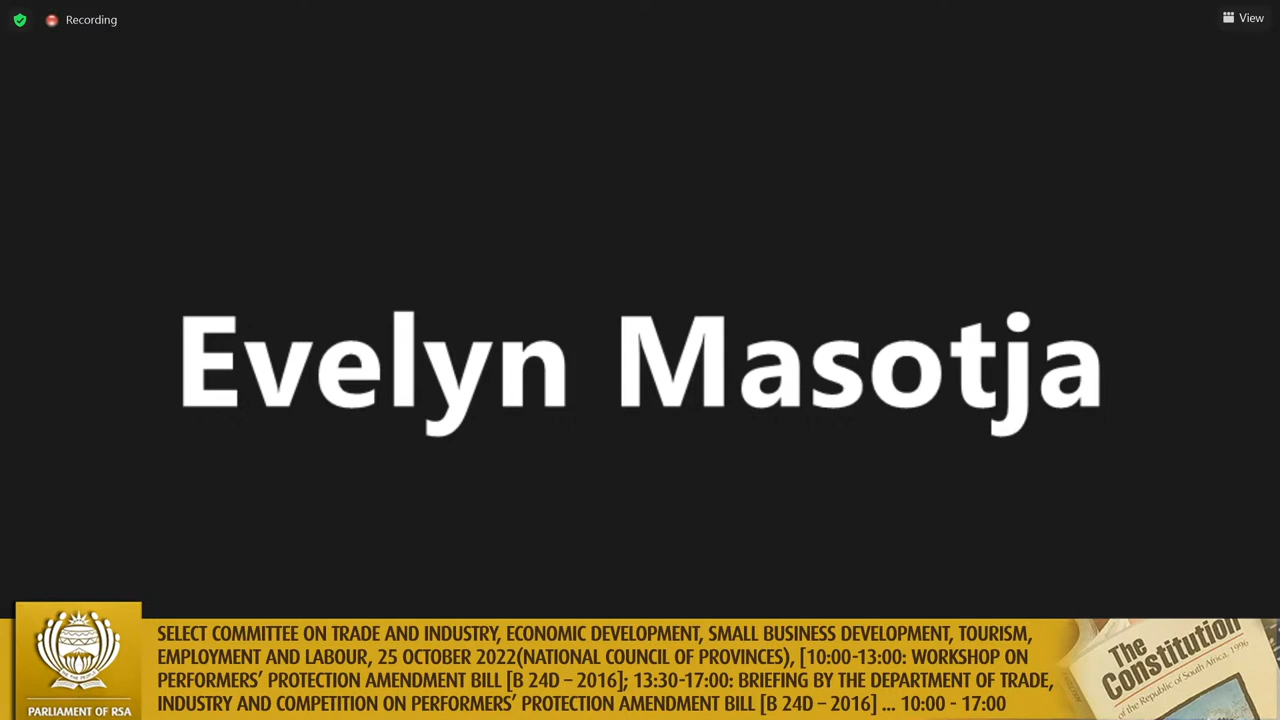 Recording
View
Evelyn Masotja
SELECT COMMITTEE ON TRADE AND INDUSTRY, ECONOMIC DEVELOPMENT, SMALL BUSINESS DEVELOPMENT, TOURISM,
EMPLOYMENT AND LABOUR, 25 OCTOBER 2022(NATIONAL COUNCIL OF PROVINCES), [10:00-13:00: WORKSHOP ON
PERFORMERS’ PROTECTION AMENDMENT BILL [B 24D – 2016]; 13:30-17:00: BRIEFING BY THE DEPARTMENT OF TRADE,
INDUSTRY AND COMPETITION ON PERFORMERS’ PROTECTION AMENDMENT BILL [B 24D – 2016] ... 10:00 - 17:00
PARLIAMENT OF RSA
The
Constitution
of the Republic of South Africa, 1996